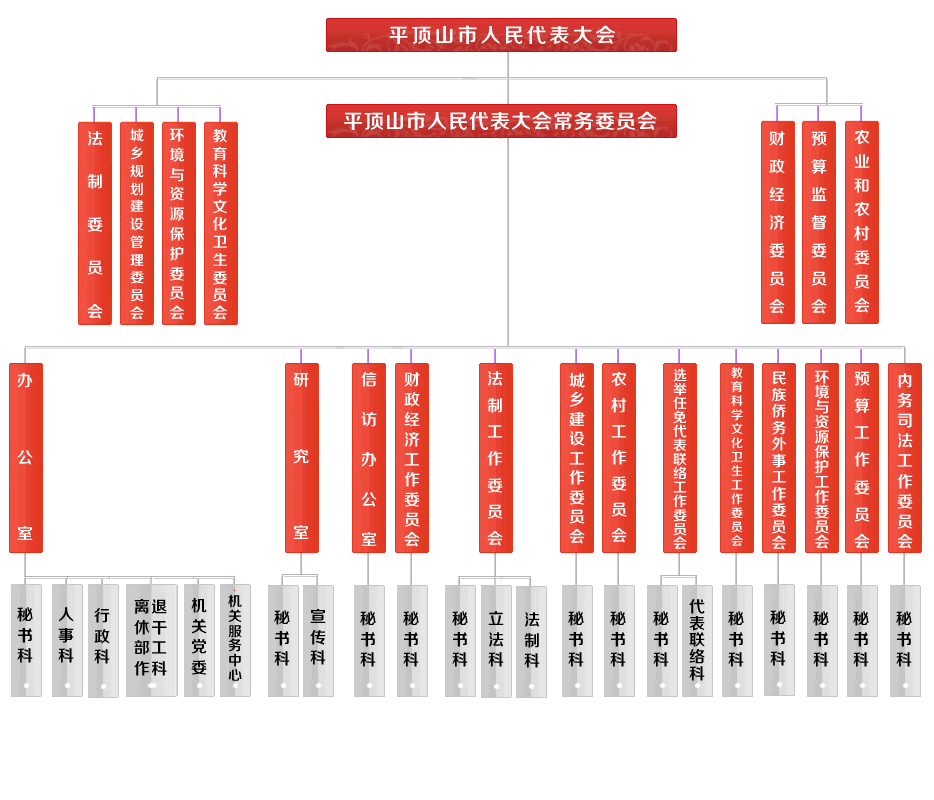 平顶山市人民代表大会
平顶山市人民代表大会常务委员会
法制委员会
城乡规划建设管理委员会
环境与资源保护委员会
教育科学文化卫生委员会
财政经济委员会
预算监督委员会
农业和农村委员会
办公室
研究室
信访办公室
财政经济工作委员会
法制工作委员会
城乡建设工作委员会
农村工作委员会
选举任免代表联络工作委员会
教育科学文化卫生工作委员会
民族侨务外事工作委员会
环境与资源保护工作委员会
预算工作委员会
内务司法工作委员会
秘书科
人事科
行政科
离休部作
退干工科
机关党委
机关服务中心
秘书科
宣传科
秘书科
秘书科
秘书科
立法科
法制科
秘书科
秘书科
秘书科
代表联络科
秘书科
秘书科
秘书科
秘书科
秘书科